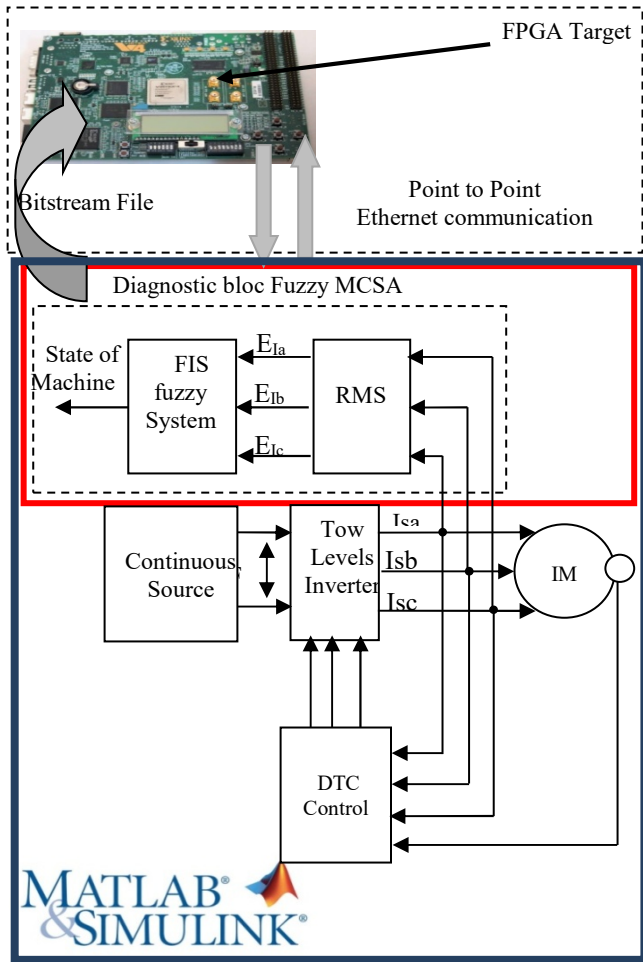 FPGA Target
Bitstream File
Point to Point
Ethernet communication
Diagnostic bloc Fuzzy MCSA
State of
Machine
FIS
fuzzy
System
EIa
EIb
EIc
RMS
Continuous
Source
Tow
Levels
Inverter
Isa
Isb
Isc
IM
DTC
Control
MATLAB®
&SIMULINK®